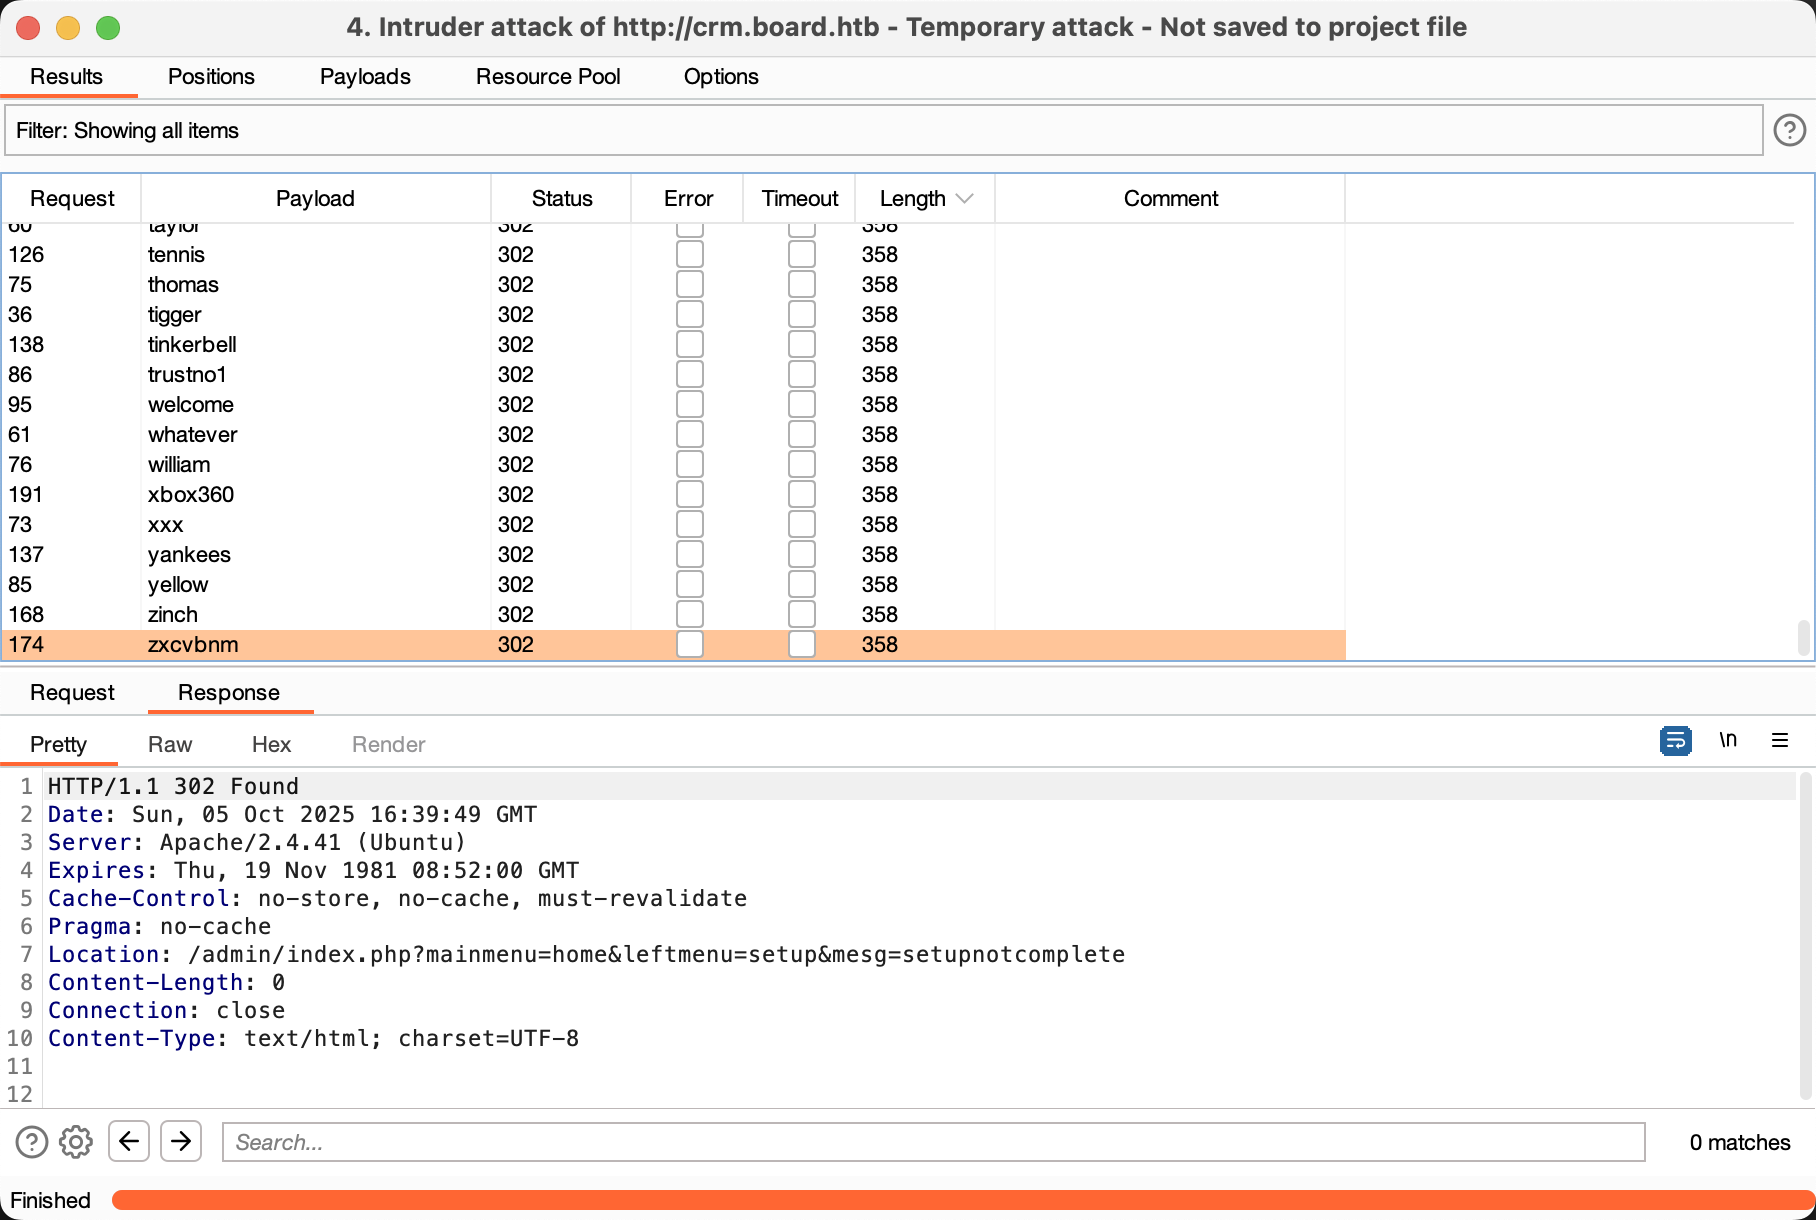 4. Intruder attack of http://crm.board.htb - Temporary attack - Not saved to project file
Results Positions Payloads Resource Pool Options
Filter: Showing all items
Request Payload Status Error Timeout Length Comment
60 taylor 302 358
126 tennis 302 358
75 thomas 302 358
36 tigger 302 358
138 tinkerbell 302 358
86 trustno1 302 358
95 welcome 302 358
61 whatever 302 358
76 william 302 358
191 xbox360 302 358
73 xxx 302 358
137 yankees 302 358
85 yellow 302 358
168 zinch 302 358
174 zxcvbnm 302 358
Request Response
Pretty Raw Hex Render \n
1 HTTP/1.1 302 Found
2 Date: Sun, 05 Oct 2025 16:39:49 GMT
3 Server: Apache/2.4.41 (Ubuntu)
4 Expires: Thu, 19 Nov 1981 08:52:00 GMT
5 Cache-Control: no-store, no-cache, must-revalidate
6 Pragma: no-cache
7 Location: /admin/index.php?mainmenu=home&leftmenu=setup&mesg=setupnotcomplete
8 Content-Length: 0
9 Connection: close
10 Content-Type: text/html; charset=UTF-8
11
12
Search... 0 matches
Finished